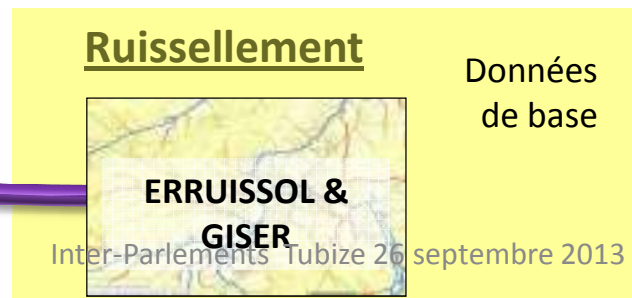 Ruissellement
Données
de base
ERRUISSOL &
GISER
Inter-Parlements Tubize 26 septembre 2013